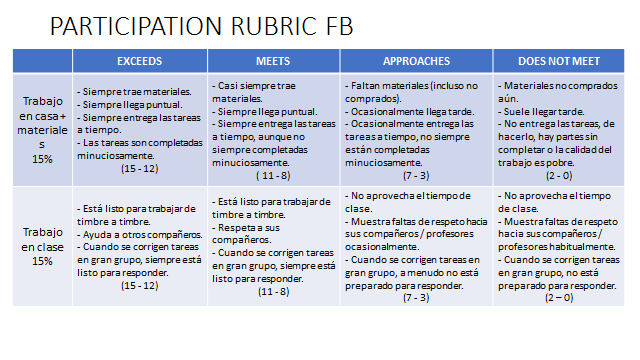 PARTICIPATION RUBRIC FB
EXCEEDS
MEETS
APPROACHES
DOES NOT MEET
Trabajo
en casa+
materiale
s
15%
- Siempre trae materiales.
- Siempre llega puntual.
- Siempre entrega las tareas
a tiempo.
- Las tareas son completadas
minuciosamente.
(15 - 12)
- Casi siempre trae
materiales.
- Siempre llega puntual.
- Siempre entrega las tareas
a tiempo, aunque no
siempre completadas
minuciosamente.
( 11 - 8)
- Faltan materiales (incluso no
comprados).
- Ocasionalmente llega tarde.
- Ocasionalmente entrega las
tareas a tiempo, no siempre
están completadas
minuciosamente.
(7 - 3)
- Materiales no comprados
aún.
- Suele llegar tarde.
- No entrega las tareas, de
hacerlo, hay partes sin
completar o la calidad del
trabajo es pobre.
(2 - 0)
Trabajo
en clase
15%
- Está listo para trabajar de
timbre a timbre.
- Ayuda a otros compañeros.
- Cuando se corrigen tareas
en gran grupo, siempre está
listo para responder.
(15 - 12)
- Está listo para trabajar de
timbre a timbre.
- Respeta a sus
compañeros.
- Cuando se corrigen tareas
en gran grupo, siempre está
listo para responder.
(11 - 8)
- No aprovecha el tiempo de
clase.
- Muestra faltas de respeto hacia
sus compañeros / profesores
ocasionalmente.
- Cuando se corrigen tareas en
gran grupo, a menudo no está
preparado para responder.
(7 - 3)
- No aprovecha el tiempo de
clase.
- Muestra faltas de respeto
hacia sus compañeros /
profesores habitualmente.
- Cuando se corrigen tareas
en gran grupo, no está
preparado para responder.
(2 – 0)